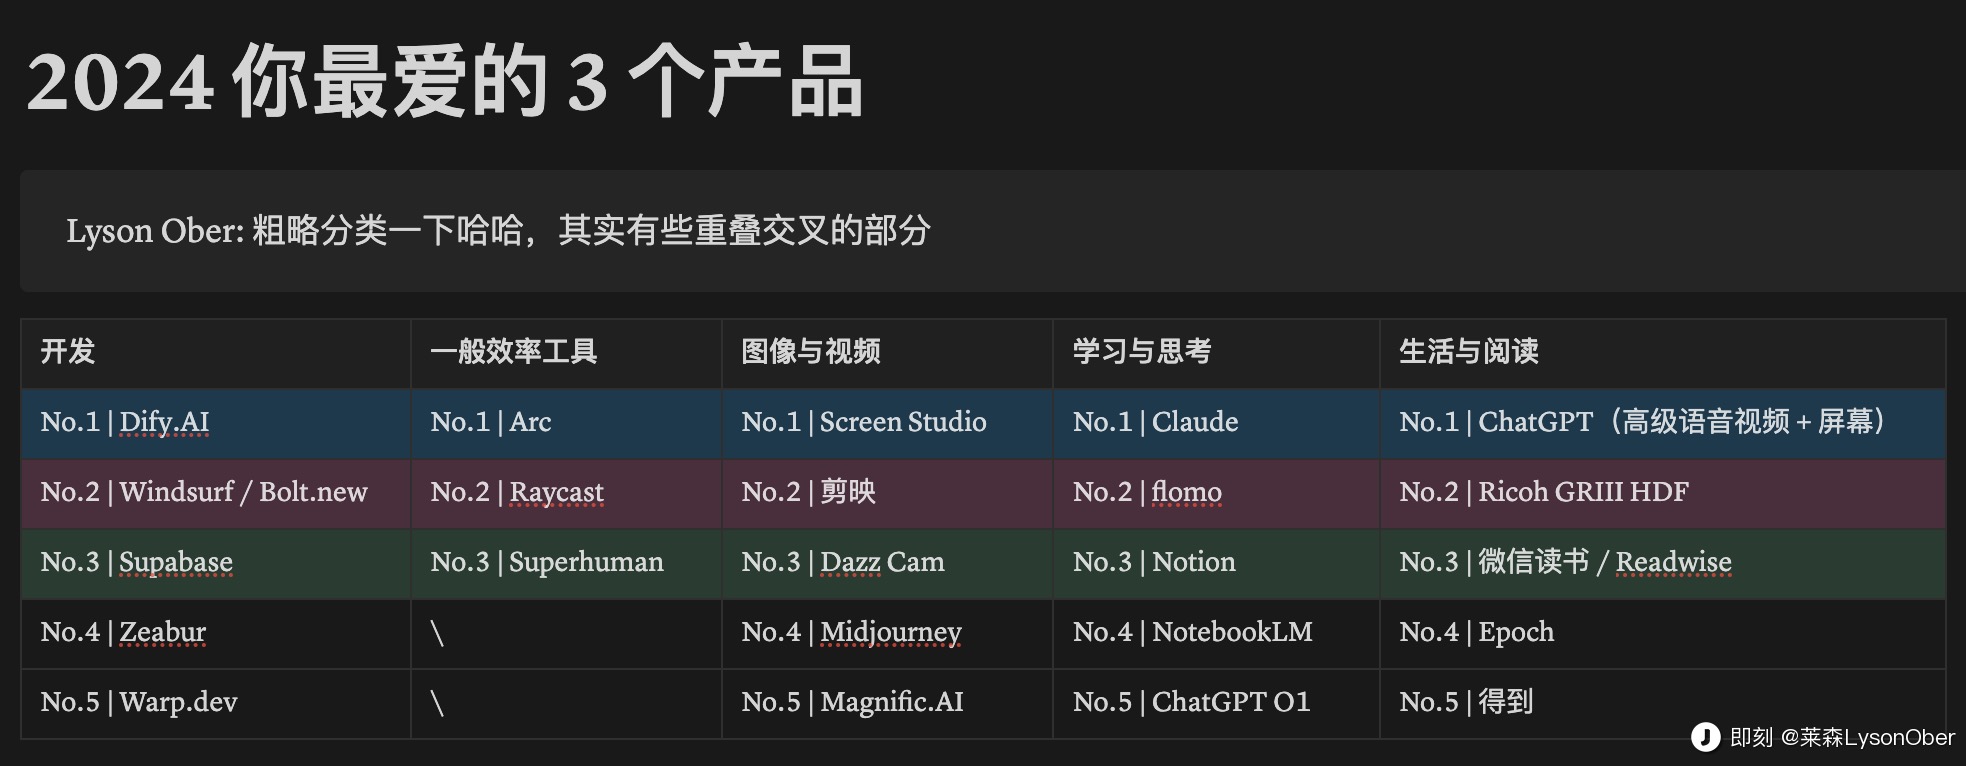 2024 你最爱的 3 个产品
Lyson Ober: 粗略分类一下哈哈，其实有些重叠交叉的部分
开发 一般效率工具 图像与视频 学习与思考 生活与阅读
No.1 | Dify.AI No.1 | Arc No.1 | Screen Studio No.1 | Claude No.1 | ChatGPT（高级语音视频 + 屏幕）
No.2 | Windsurf / Bolt.new No.2 | Raycast No.2 | 剪映 No.2 | flomo No.2 | Ricoh GRIII HDF
No.3 | Supabase No.3 | Superhuman No.3 | Dazz Cam No.3 | Notion No.3 | 微信读书 / Readwise
No.4 | Zeabur \ No.4 | Midjourney No.4 | NotebookLM No.4 | Epoch
No.5 | Warp.dev \ No.5 | Magnific.AI No.5 | ChatGPT O1 No.5 | 得到
即刻 @莱森LysonOber